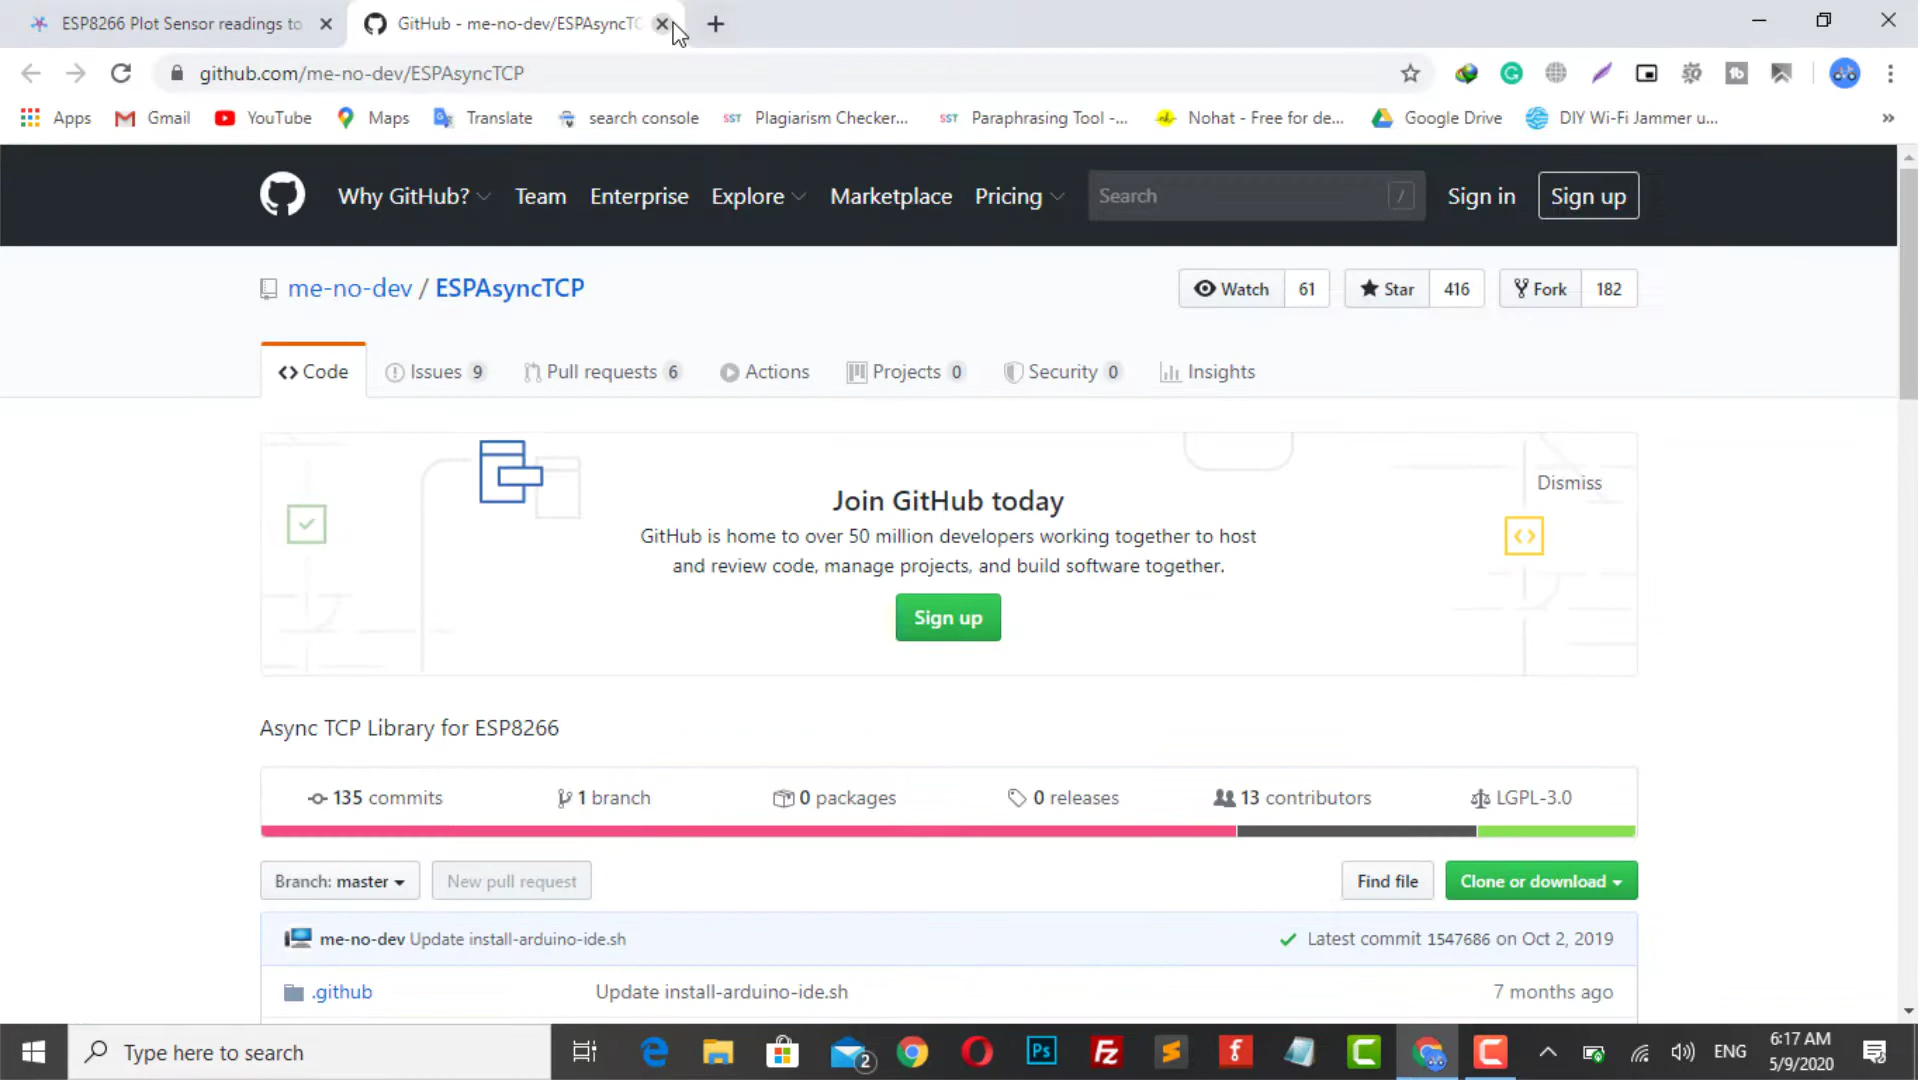 ESP8266 Plot Sensor readings to
GitHub - me-no-dev/ESPAsyncTC
github.com/me-no-dev/ESPAsyncTCP
Apps
Gmail
YouTube
Maps
Translate
search console
SST Plagiarism Checker...
SST Paraphrasing Tool -...
Nohat - Free for de...
Google Drive
DIY Wi-Fi Jammer u...
Why GitHub? Team Enterprise Explore Marketplace Pricing
Search /
Sign in
Sign up
me-no-dev / ESPAsyncTCP
Watch 61
Star 416
Fork 182
Code
Issues 9
Pull requests 6
Actions
Projects 0
Security 0
Insights
Join GitHub today
Dismiss
GitHub is home to over 50 million developers working together to host
and review code, manage projects, and build software together.
Sign up
Async TCP Library for ESP8266
135 commits
1 branch
0 packages
0 releases
13 contributors
LGPL-3.0
Branch: master
New pull request
Find file
Clone or download
me-no-dev Update install-arduino-ide.sh
Latest commit 1547686 on Oct 2, 2019
.github
Update install-arduino-ide.sh
7 months ago
Type here to search
2
Ps
Fz
ENG
6:17 AM
5/9/2020